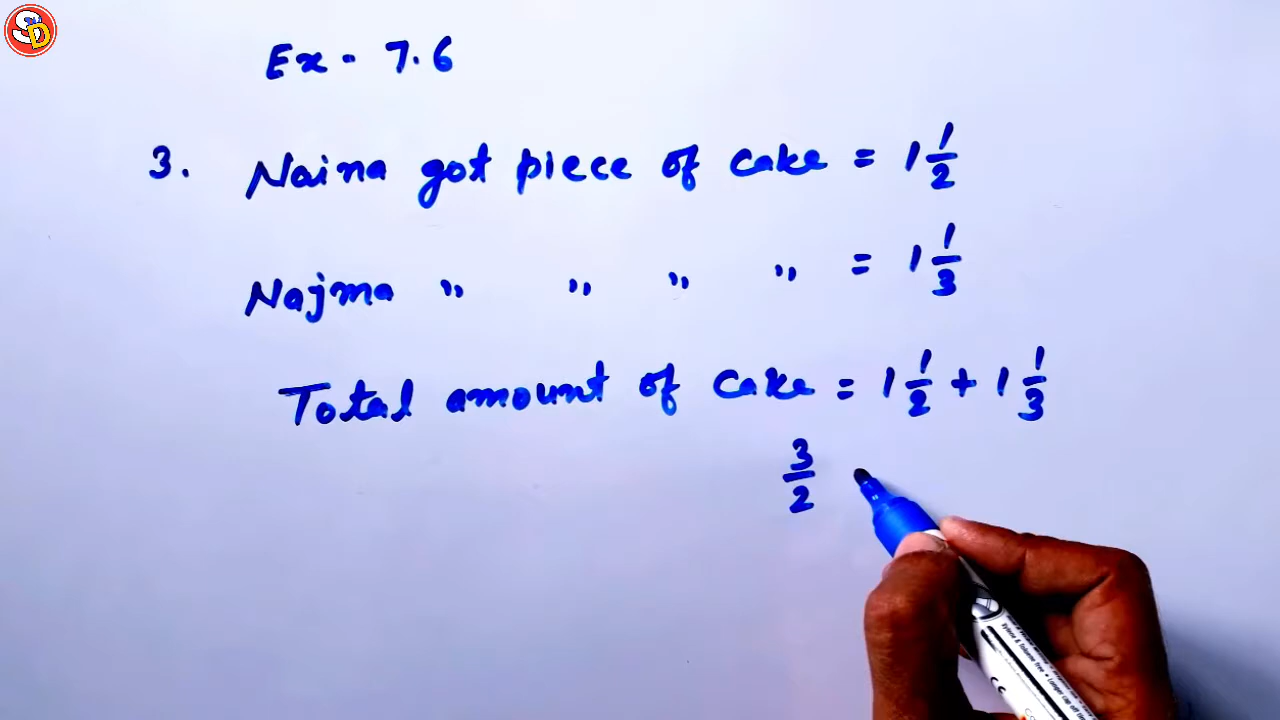 SD
Ex - 7.6
3. Naina got piece of cake = 1 1/2
Najma " " " " = 1 1/3
Total amount of cake = 1 1/2 + 1 1/3
3/2